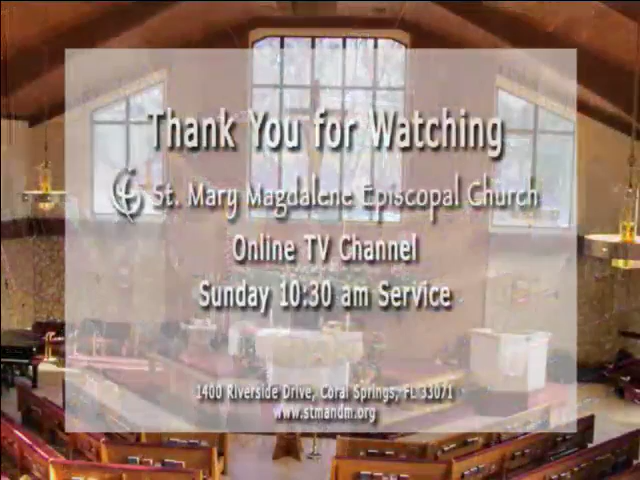 Thank You for Watching
St. Mary Magdalene Episcopal Church
Online TV Channel
Sunday 10:30 am Service
1400 Riverside Drive, Coral Springs, FL 33071
www.stmandm.org